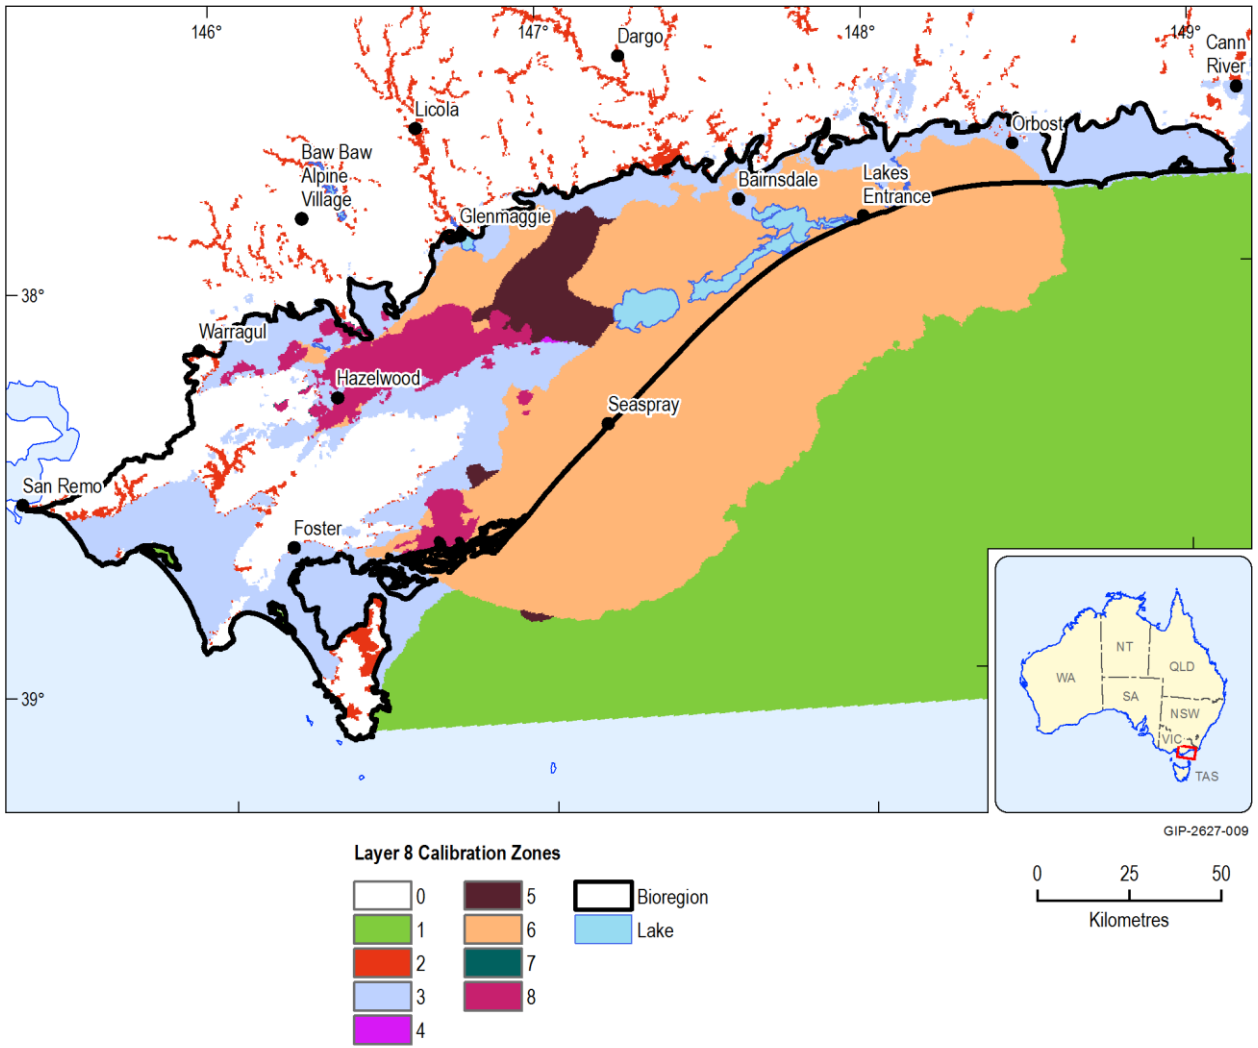 146°
147°
148°
149°
Dargo
Cann
River
Licola
Orbost
Baw Baw
Alpine
Village
Bairnsdale
Lakes
Entrance
Glenmaggie
38°
Warragul
Hazelwood
Seaspray
San Remo
Foster
39°
NT
QLD
WA
SA
NSW
VIC
TAS
GIP-2627-009
Layer 8 Calibration Zones
0
5
Bioregion
1
6
Lake
2
7
3
8
4
0
25
50
Kilometres